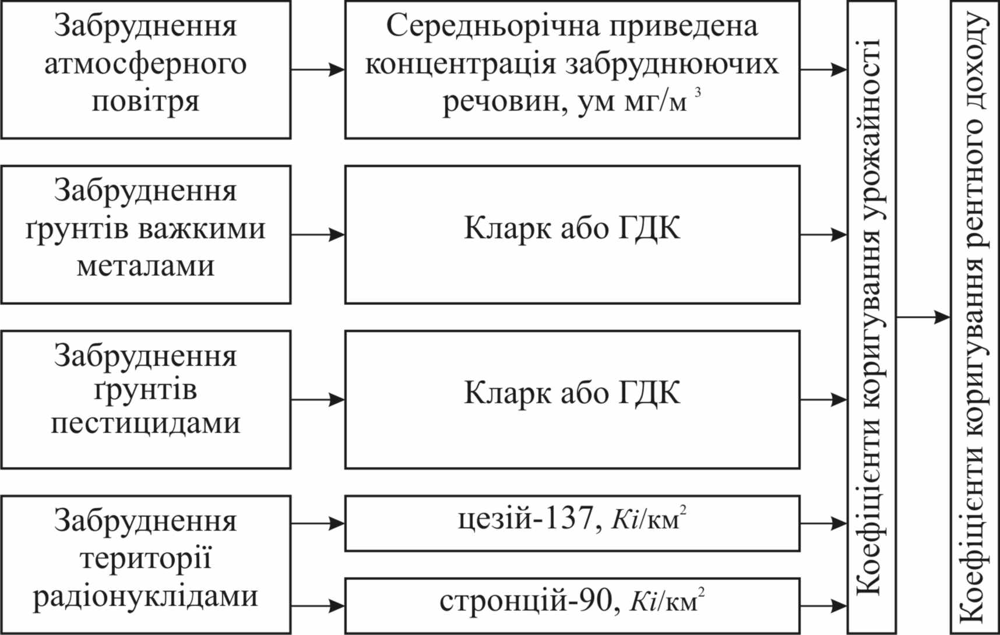 Забруднення
атмосферного
повітря
Середньорічна приведена
концентрація забруднюючих
речовин, ум мг/м ³
Забруднення
ґрунтів важкими
металами
Кларк або ГДК
Забруднення
ґрунтів
пестицидами
Кларк або ГДК
Забруднення
території
радіонуклідами
цезій-137, Кі/км²
стронцій-90, Кі/км²
Коефіцієнти коригування урожайності
Коефіцієнти коригування рентного доходу